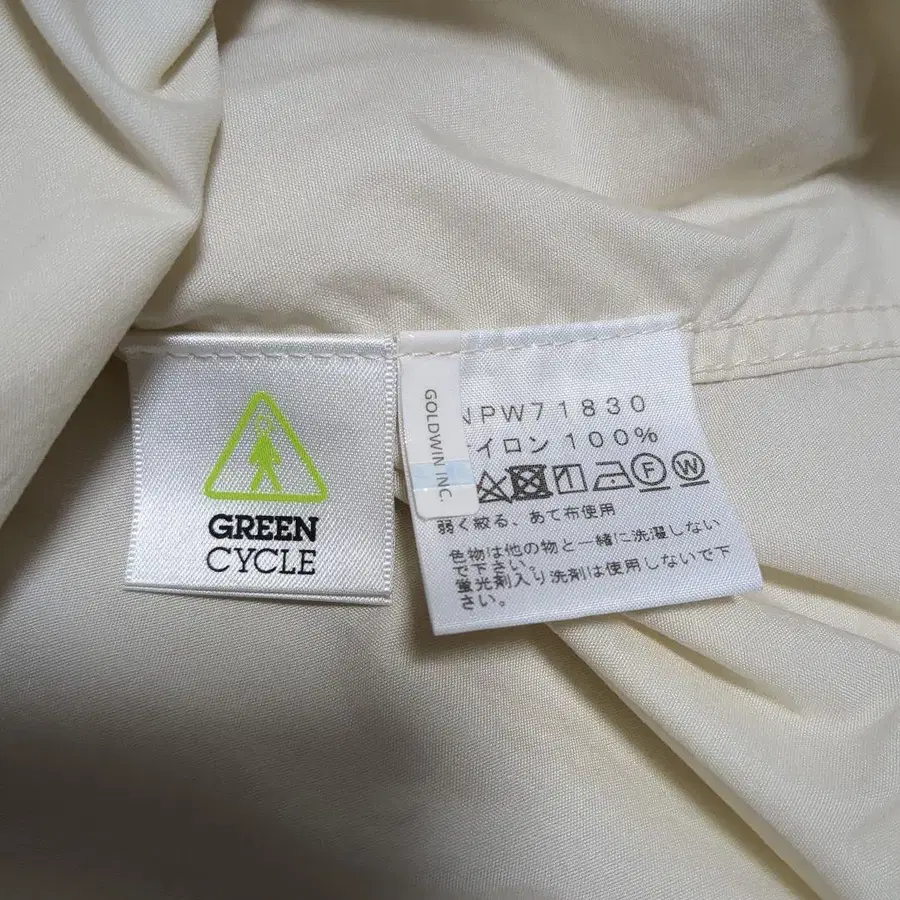 GREEN
CYCLE
GOLDWIN INC.
NPW71830
イロン 100%
F W
弱く絞る、あて布使用
色物は他の物と一緒に洗濯しない
で下さい。
蛍光剤入り洗剤は使用しないで下
さい。